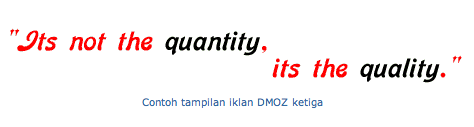 "Its not the quantity,
its the quality."
Contoh tampilan iklan DMOZ ketiga